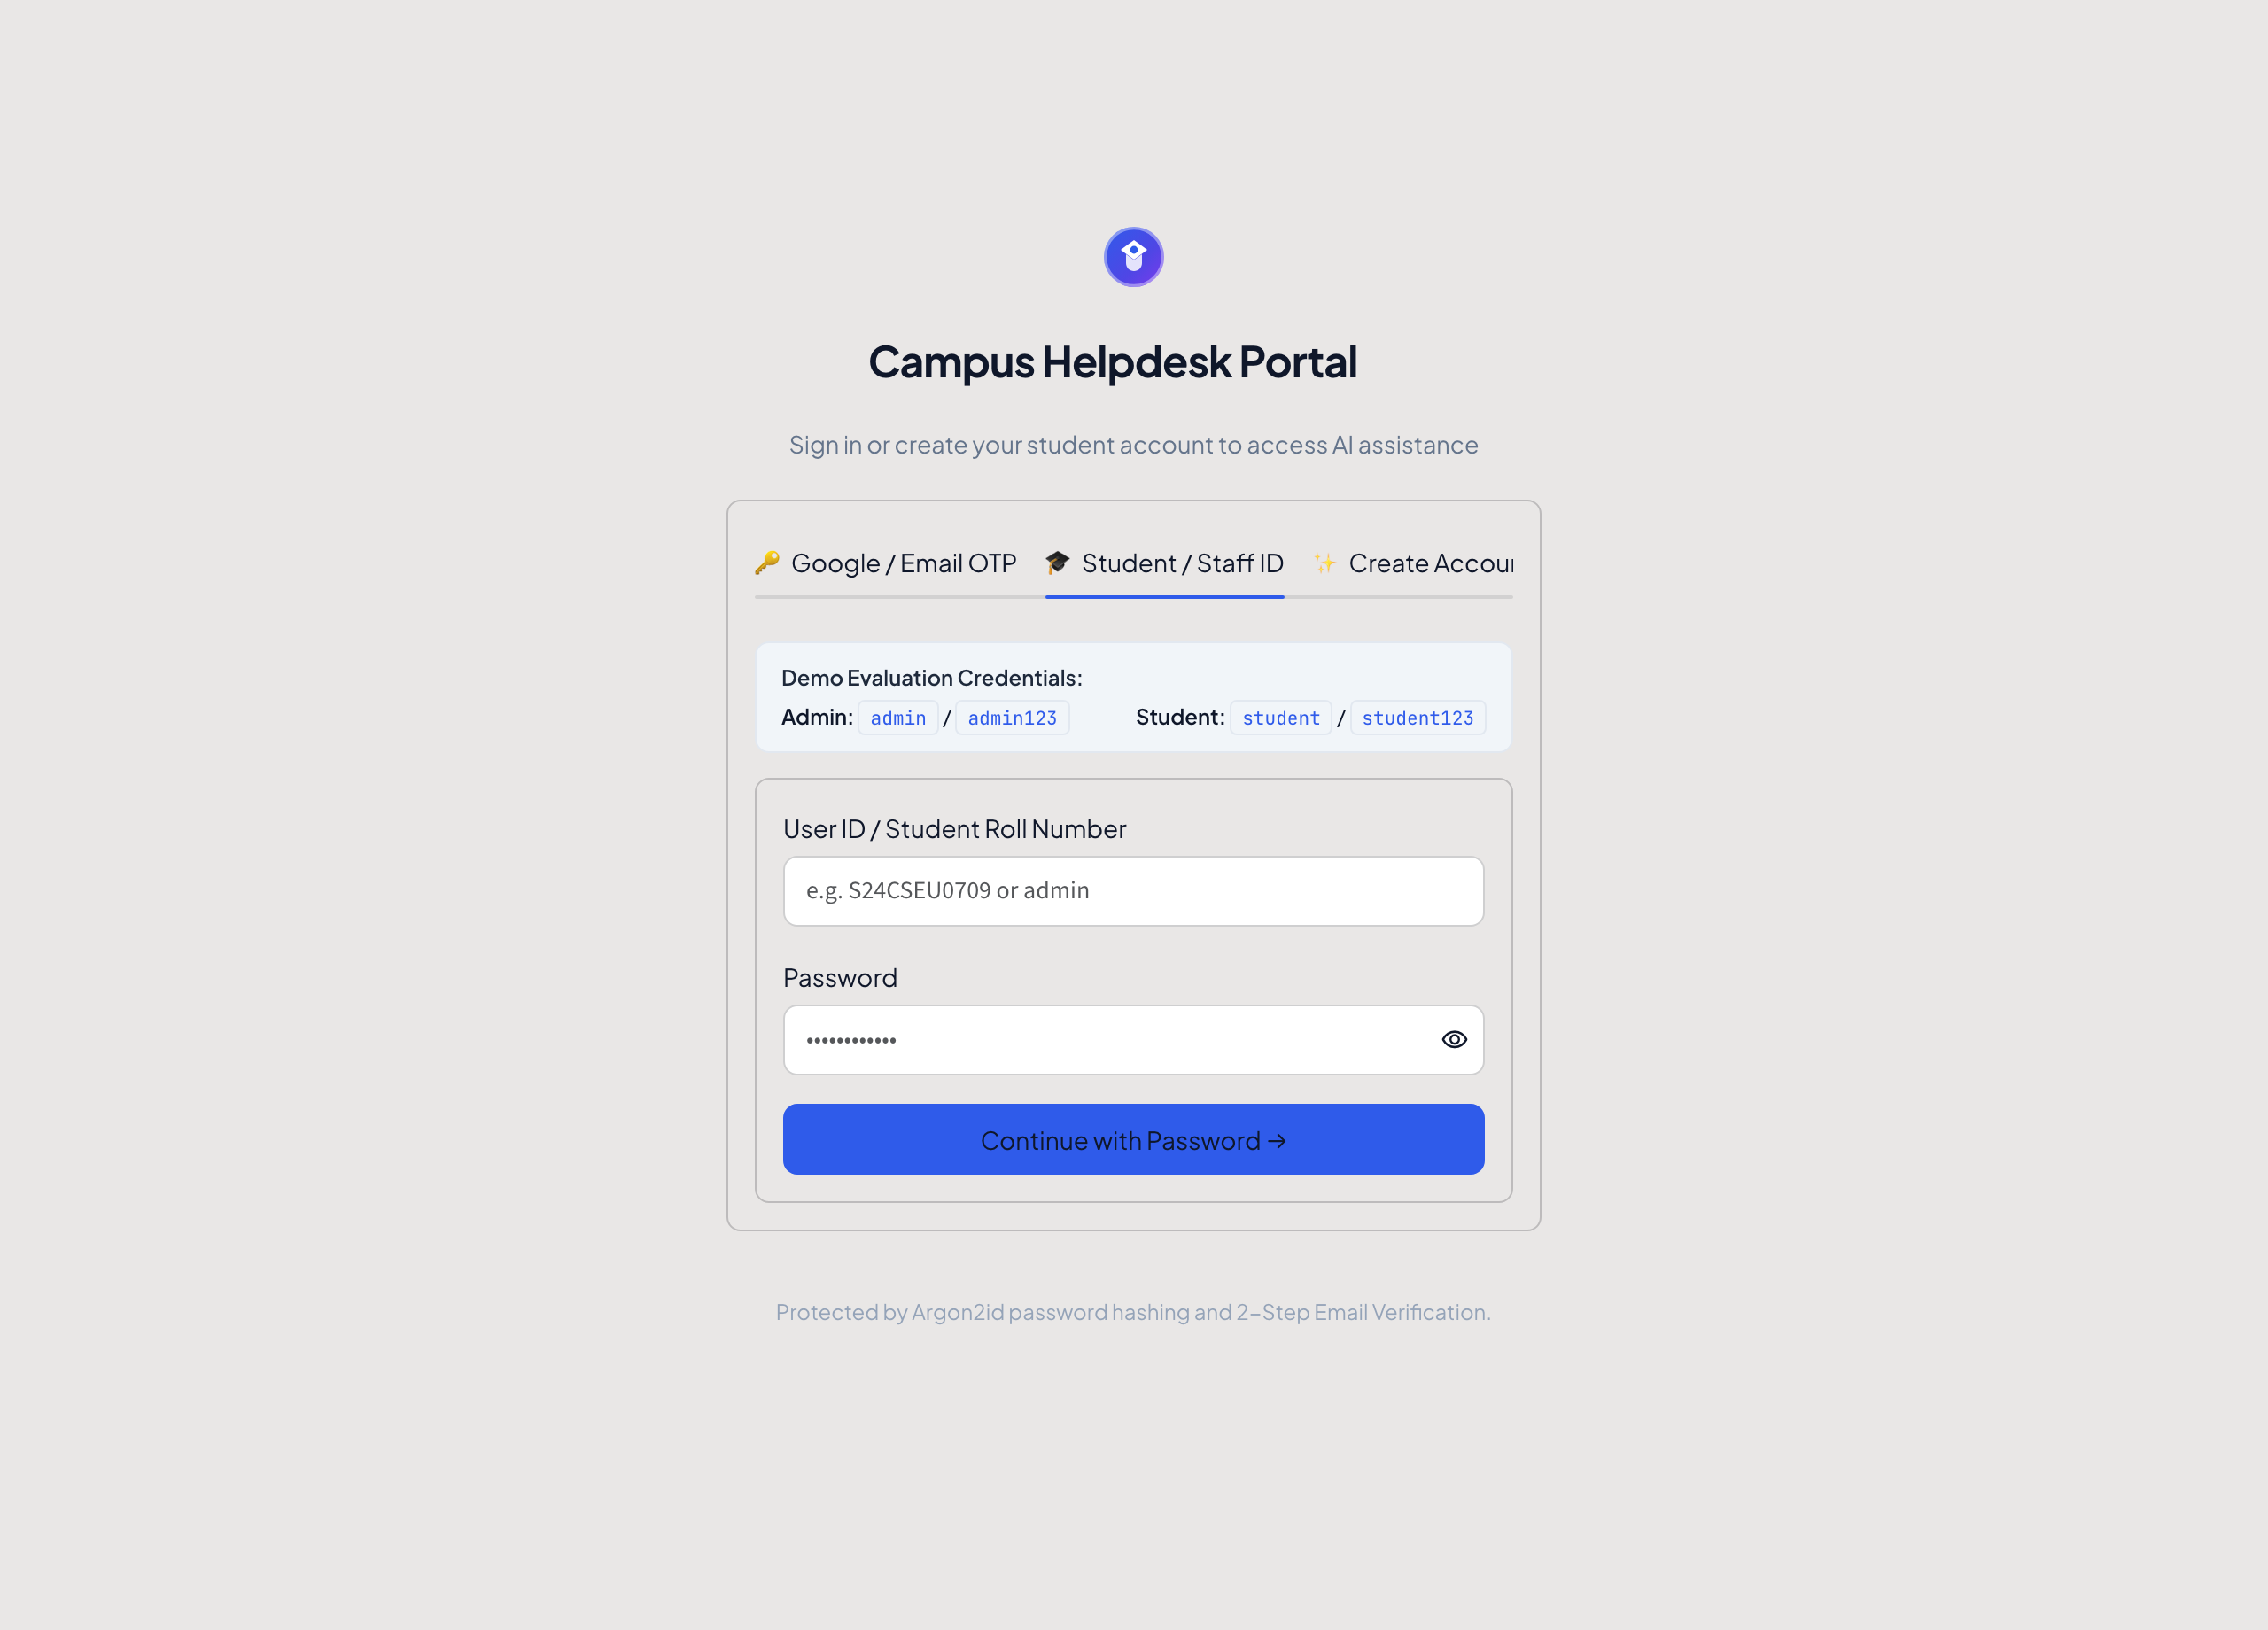 Campus Helpdesk Portal
Sign in or create your student account to access AI assistance
🔑 Google / Email OTP 🎓 Student / Staff ID ✨ Create
Demo Evaluation Credentials:
Admin: admin / admin123 Student: student / student123
User ID / Student Roll Number
e.g. S24CSEU0709 or admin
Password
••••••••••••
Continue with Password →
Protected by Argon2id password hashing and 2-Step Email Verification.